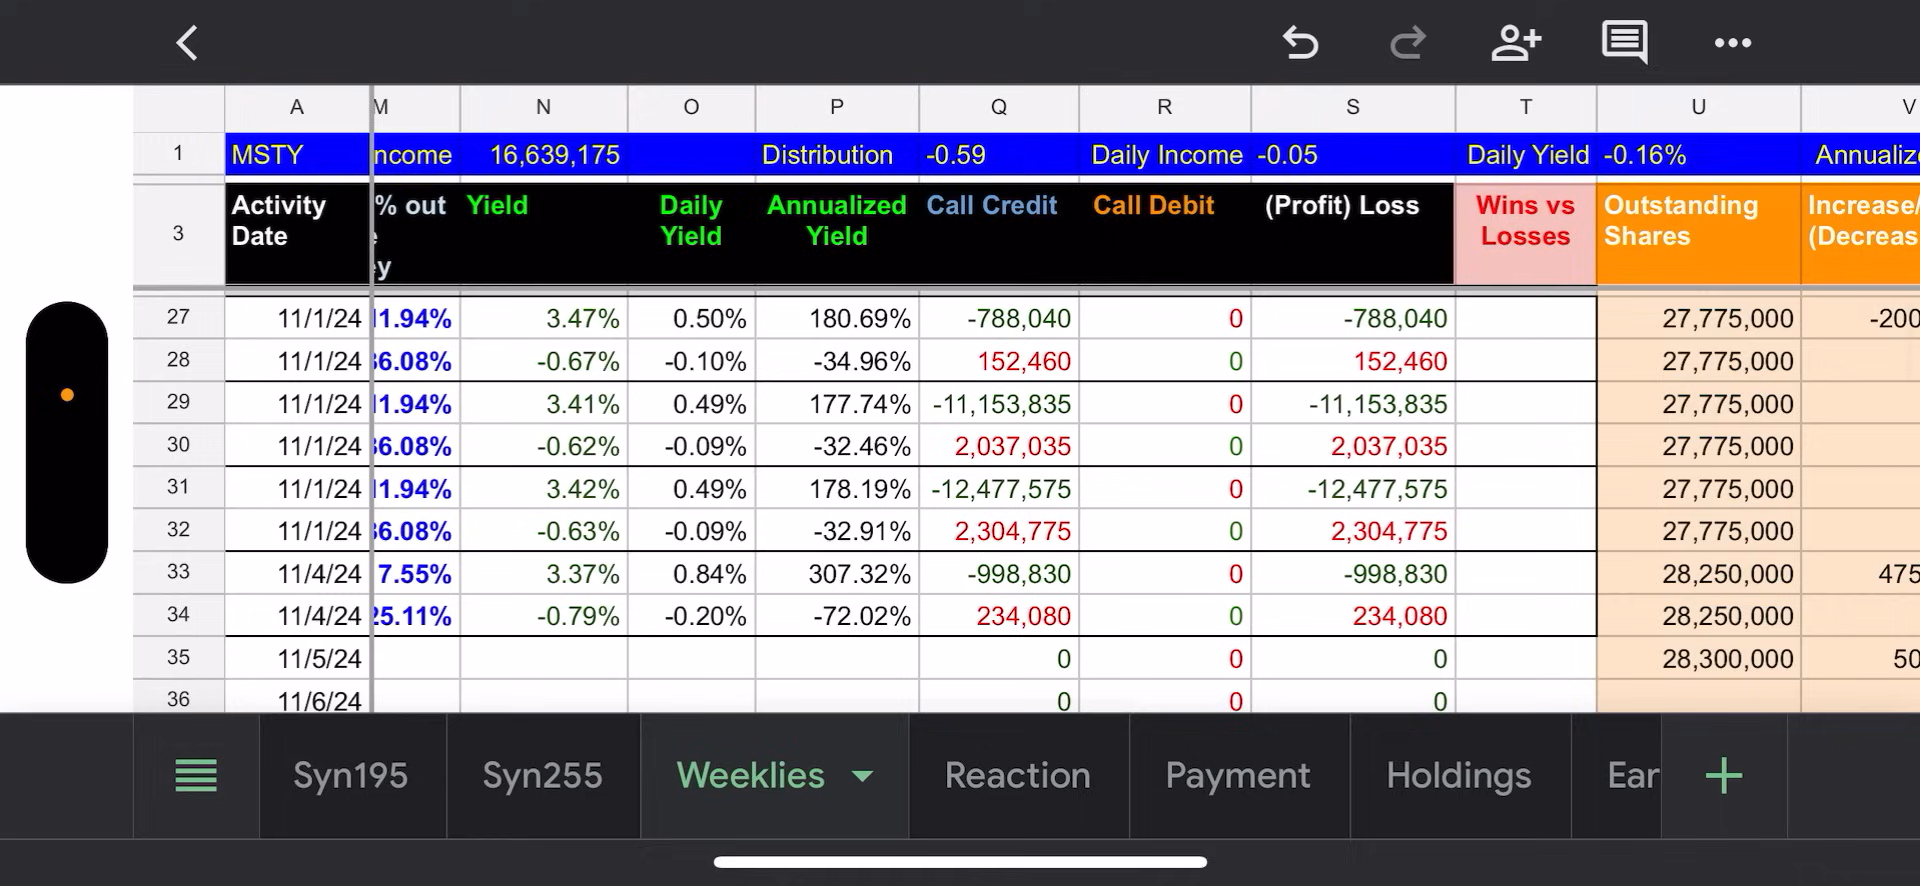 A M N O P Q R S T U V
1 MSTY ncome 16,639,175 Distribution -0.59 Daily Income -0.05 Daily Yield -0.16% Annualiz
3 Activity Date % out ey Yield Daily Yield Annualized Yield Call Credit Call Debit (Profit) Loss Wins vs Losses Outstanding Shares Increase/ (Decreas
27 11/1/24 1.94% 3.47% 0.50% 180.69% -788,040 0 -788,040 27,775,000 -200
28 11/1/24 36.08% -0.67% -0.10% -34.96% 152,460 0 152,460 27,775,000
29 11/1/24 1.94% 3.41% 0.49% 177.74% -11,153,835 0 -11,153,835 27,775,000
30 11/1/24 36.08% -0.62% -0.09% -32.46% 2,037,035 0 2,037,035 27,775,000
31 11/1/24 1.94% 3.42% 0.49% 178.19% -12,477,575 0 -12,477,575 27,775,000
32 11/1/24 36.08% -0.63% -0.09% -32.91% 2,304,775 0 2,304,775 27,775,000
33 11/4/24 7.55% 3.37% 0.84% 307.32% -998,830 0 -998,830 28,250,000 475
34 11/4/24 25.11% -0.79% -0.20% -72.02% 234,080 0 234,080 28,250,000
35 11/5/24 0 0 0 28,300,000 50
36 11/6/24 0 0 0
Syn195 Syn255 Weeklies Reaction Payment Holdings Ear